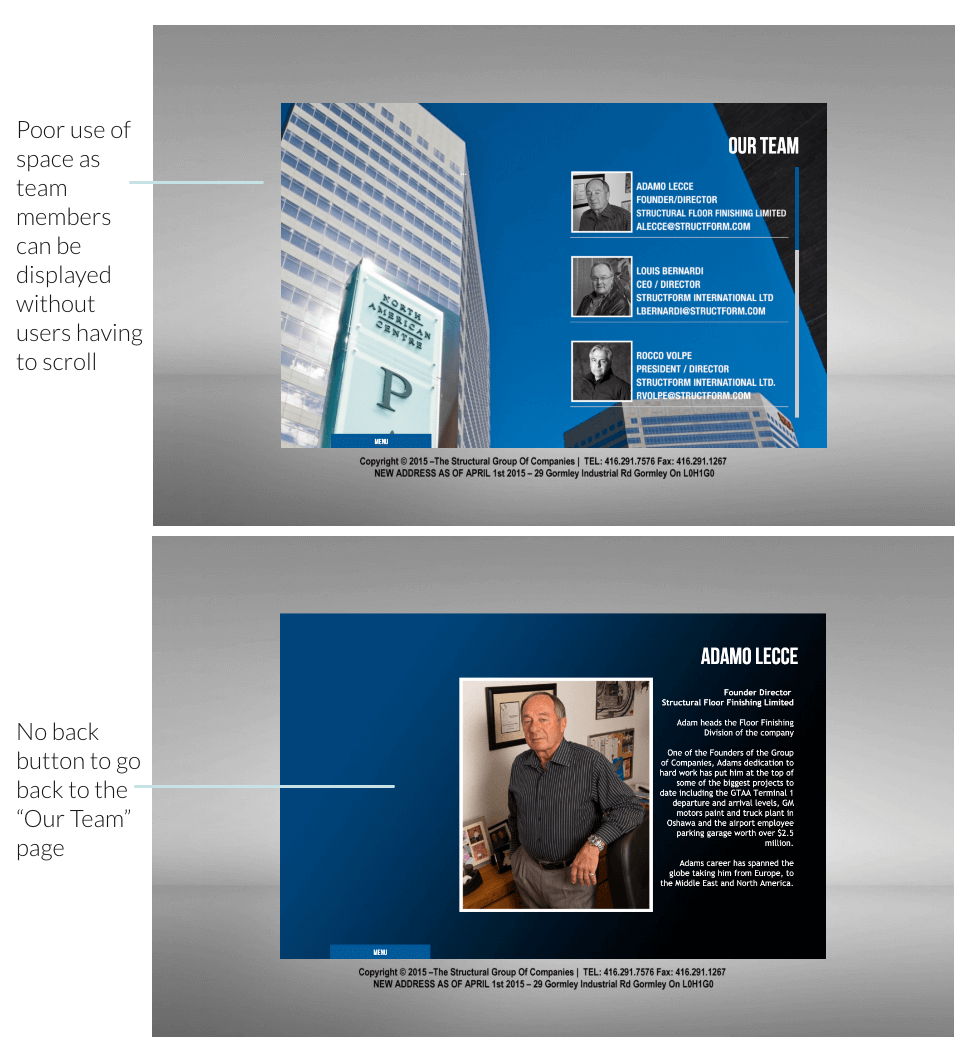 Poor use of
space as
team
members
can be
displayed
without
users having
to scroll
OUR TEAM
ADAMO LECCE
FOUNDER/DIRECTOR
STRUCTURAL FLOOR FINISHING LIMITED
ALECCE@STRUCTFORM.COM
LOUIS BERNARDI
CEO / DIRECTOR
STRUCTFORM INTERNATIONAL LTD
LBERNARDI@STRUCTFORM.COM
ROCCO VOLPE
PRESIDENT / DIRECTOR
STRUCTFORM INTERNATIONAL LTD.
RVOLPE@STRUCTFORM.COM
NORTH
AMERICAN
CENTRE
P
MENU
Copyright © 2015 –The Structural Group Of Companies | TEL: 416.291.7576 Fax: 416.291.1267
NEW ADDRESS AS OF APRIL 1st 2015 – 29 Gormley Industrial Rd Gormley On L0H1G0
No back
button to go
back to the
“Our Team”
page
ADAMO LECCE
Founder Director
Structural Floor Finishing Limited
Adam heads the Floor Finishing
Division of the company
One of the Founders of the Group
of Companies, Adams dedication to
hard work has put him at the top of
some of the biggest projects to
date including the GTAA Terminal 1
departure and arrival levels, GM
motors paint and truck plant in
Oshawa and the airport employee
parking garage worth over $2.5
million.
Adams career has spanned the
globe taking him from Europe, to
the Middle East and North America.
MENU
Copyright © 2015 –The Structural Group Of Companies | TEL: 416.291.7576 Fax: 416.291.1267
NEW ADDRESS AS OF APRIL 1st 2015 – 29 Gormley Industrial Rd Gormley On L0H1G0